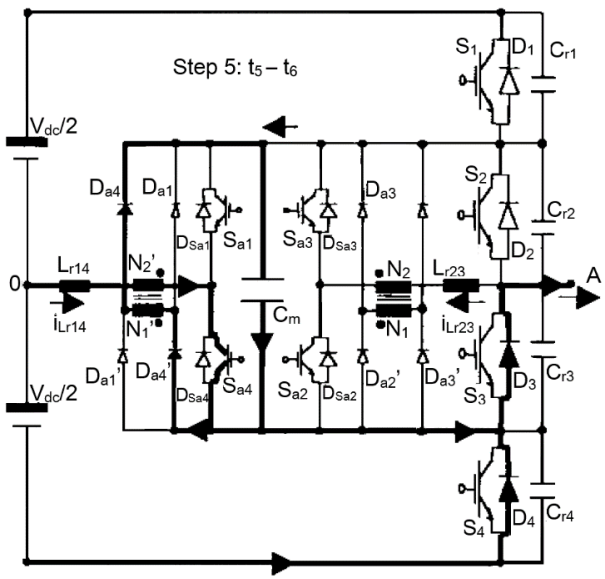 S1 D1 Cr1
Step 5: t5 – t6
Vdc/2
Da4 Da1 DSa1 Sa1 Sa3 DSa3 Da3 S2 D2 Cr2
0 Lr14 N2' N2 Lr23 A
iLr14 N1' Cm N1 iLr23
Vdc/2
Da1' Da4' DSa4 Sa4 Sa2 DSa2 Da2' Da3' S3 D3 Cr3
S4 D4 Cr4